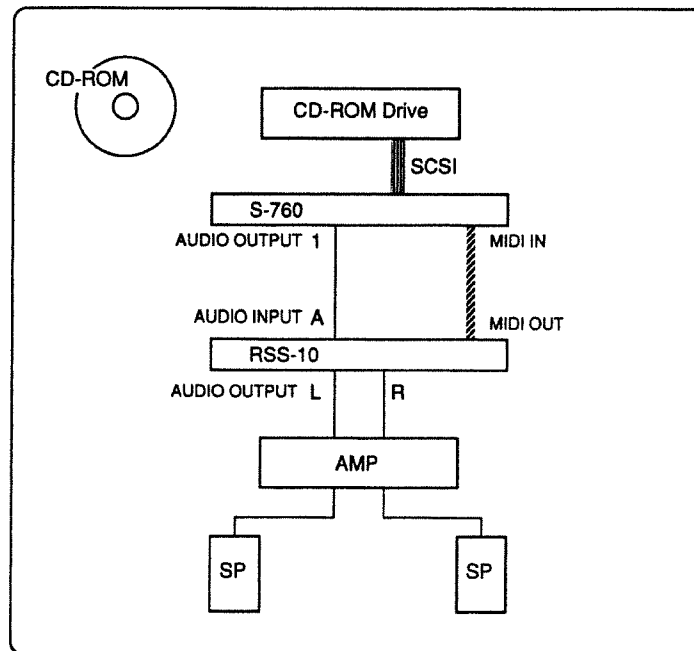 CD-ROM
CD-ROM Drive
SCSI
S-760
AUDIO OUTPUT 1
MIDI IN
AUDIO INPUT A
MIDI OUT
RSS-10
AUDIO OUTPUT L
R
AMP
SP
SP